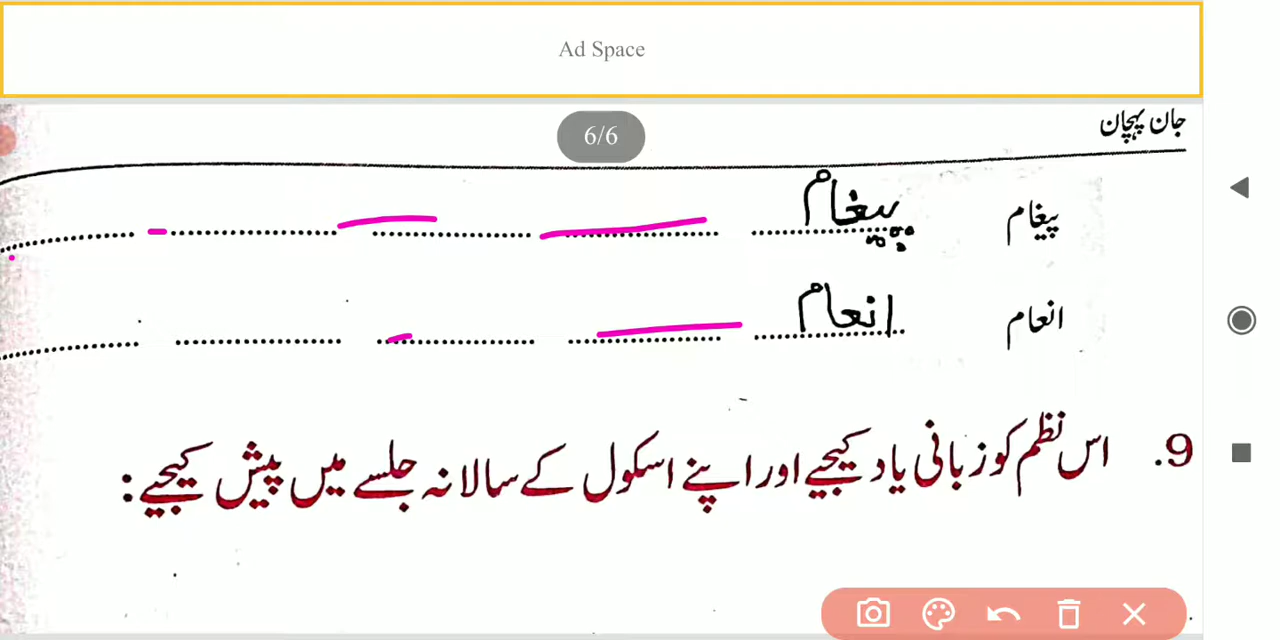 Ad Space
جان پہچان
6/6
پیغام پیغام
انعام انعام
9. اس نظم کو زبانی یاد کیجیے اور اپنے اسکول کے سالانہ جلسے میں پیش کیجیے: